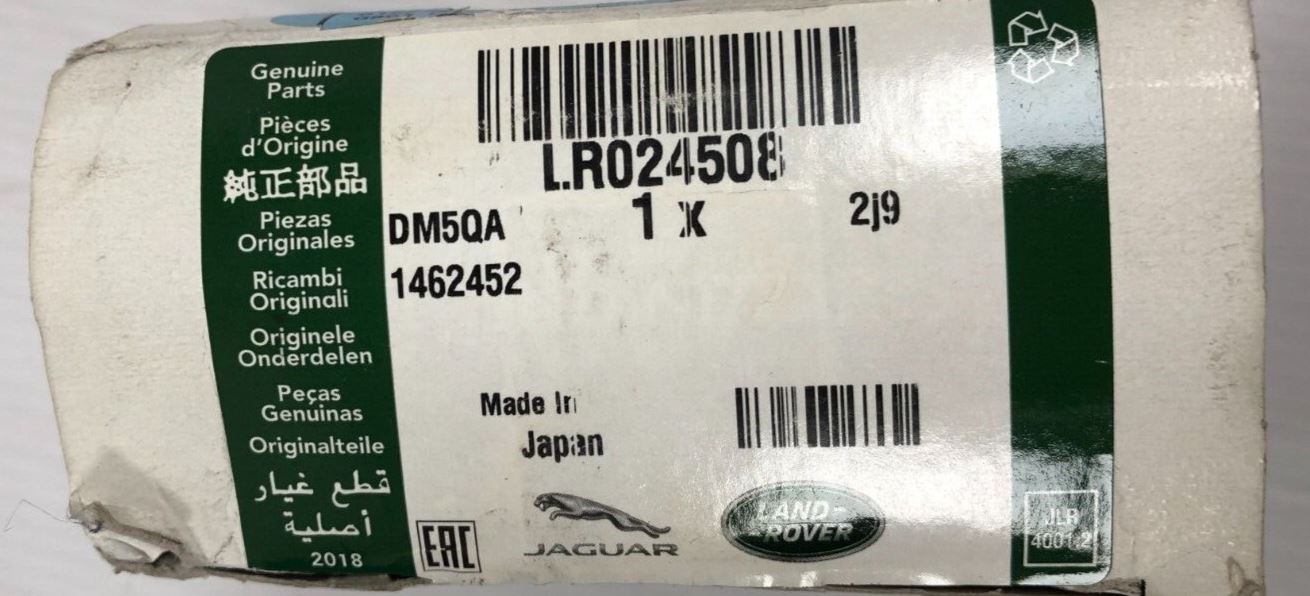 Genuine
Parts
Pièces
d'Origine
純正部品
Piezas
Originales
Ricambi
Originali
Originele
Onderdelen
Peças
Genuinas
Originalteile
قطع غيار
أصلية
2018
LR024508
DM5QA 1 x 2j9
1462452
Made In
Japan
EAC
JAGUAR
LAND-
-ROVER
JLR
4001.2